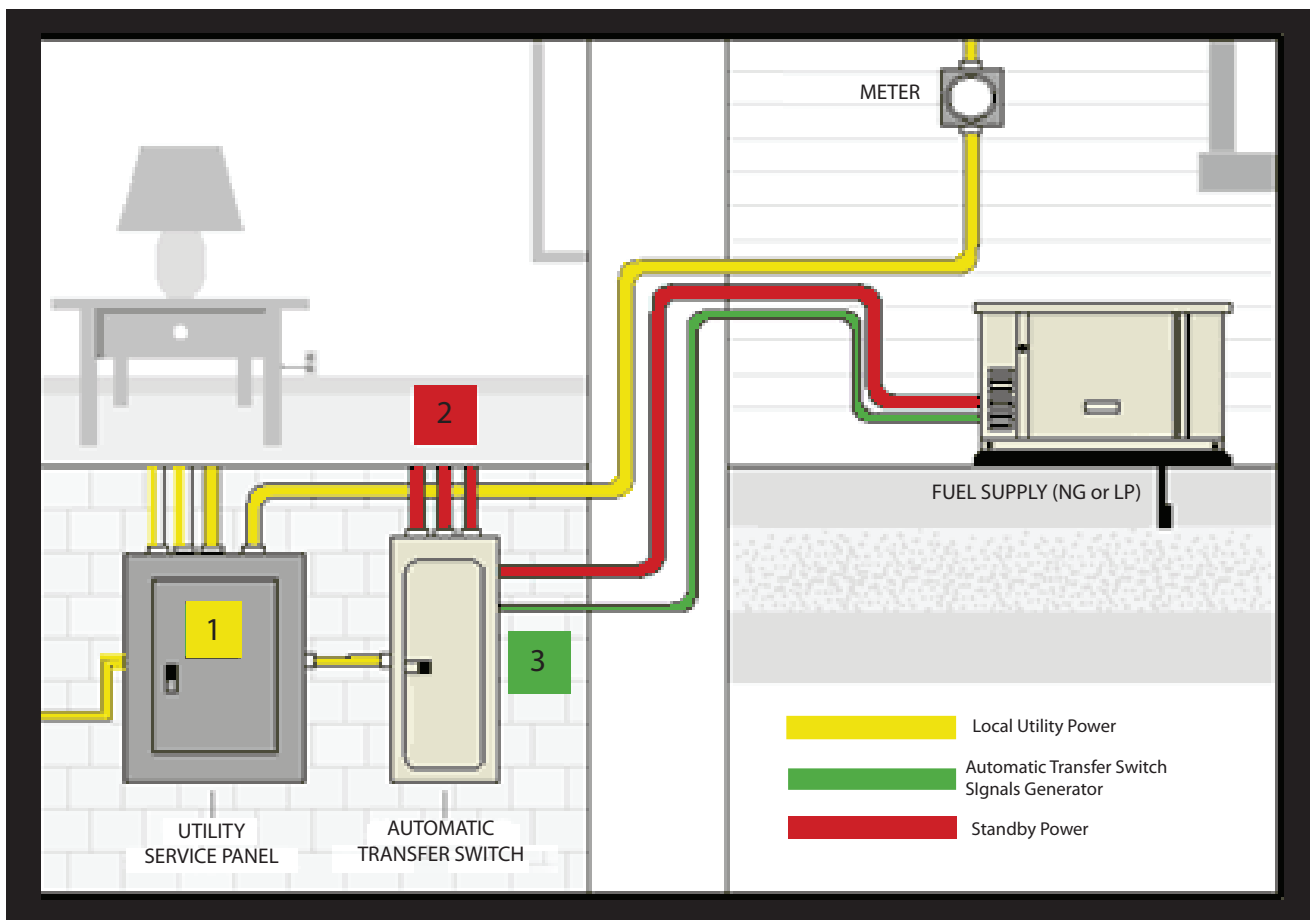 METER
2
FUEL SUPPLY (NG or LP)
1
3
Local Utility Power
Automatic Transfer Switch
SIgnals Generator
Standby Power
UTILITY
SERVICE PANEL
AUTOMATIC
TRANSFER SWITCH